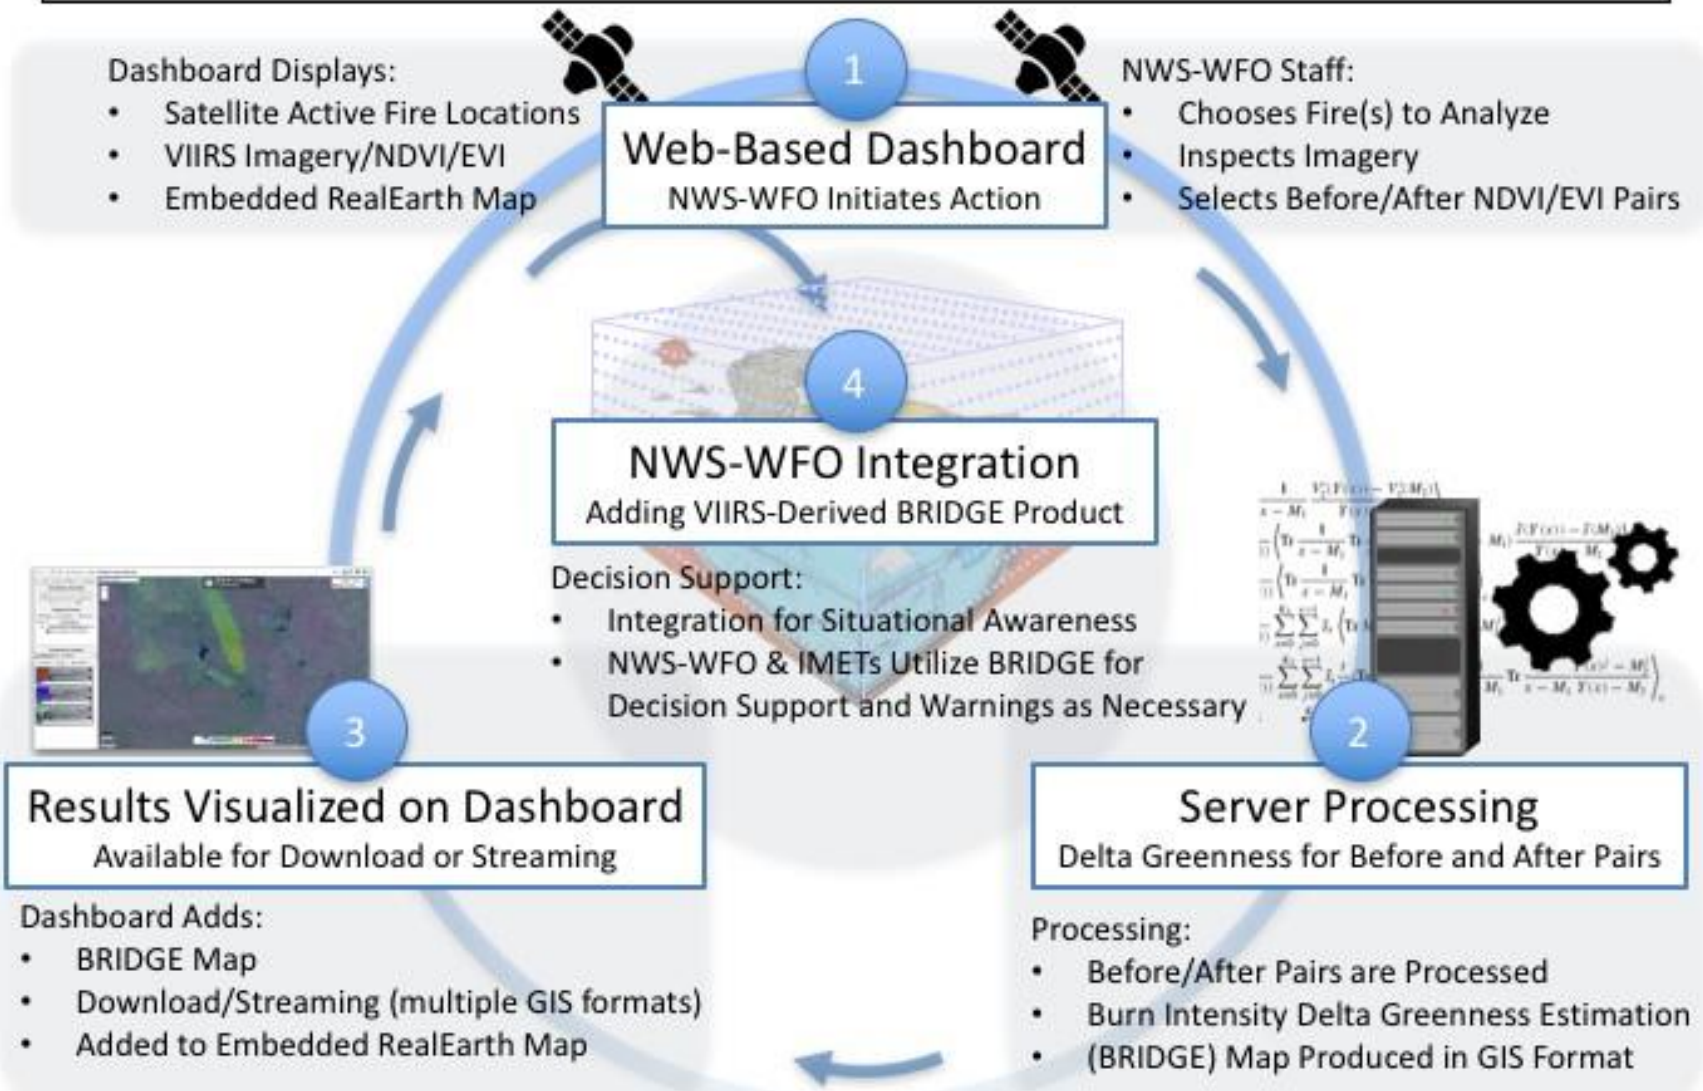 1
Dashboard Displays:
• Satellite Active Fire Locations
• VIIRS Imagery/NDVI/EVI
• Embedded RealEarth Map
Web-Based Dashboard
NWS-WFO Initiates Action
NWS-WFO Staff:
• Chooses Fire(s) to Analyze
• Inspects Imagery
• Selects Before/After NDVI/EVI Pairs
4
NWS-WFO Integration
Adding VIIRS-Derived BRIDGE Product
Decision Support:
• Integration for Situational Awareness
• NWS-WFO & IMETs Utilize BRIDGE for
Decision Support and Warnings as Necessary
3
Results Visualized on Dashboard
Available for Download or Streaming
Dashboard Adds:
• BRIDGE Map
• Download/Streaming (multiple GIS formats)
• Added to Embedded RealEarth Map
2
Server Processing
Delta Greenness for Before and After Pairs
Processing:
• Before/After Pairs are Processed
• Burn Intensity Delta Greenness Estimation
• (BRIDGE) Map Produced in GIS Format